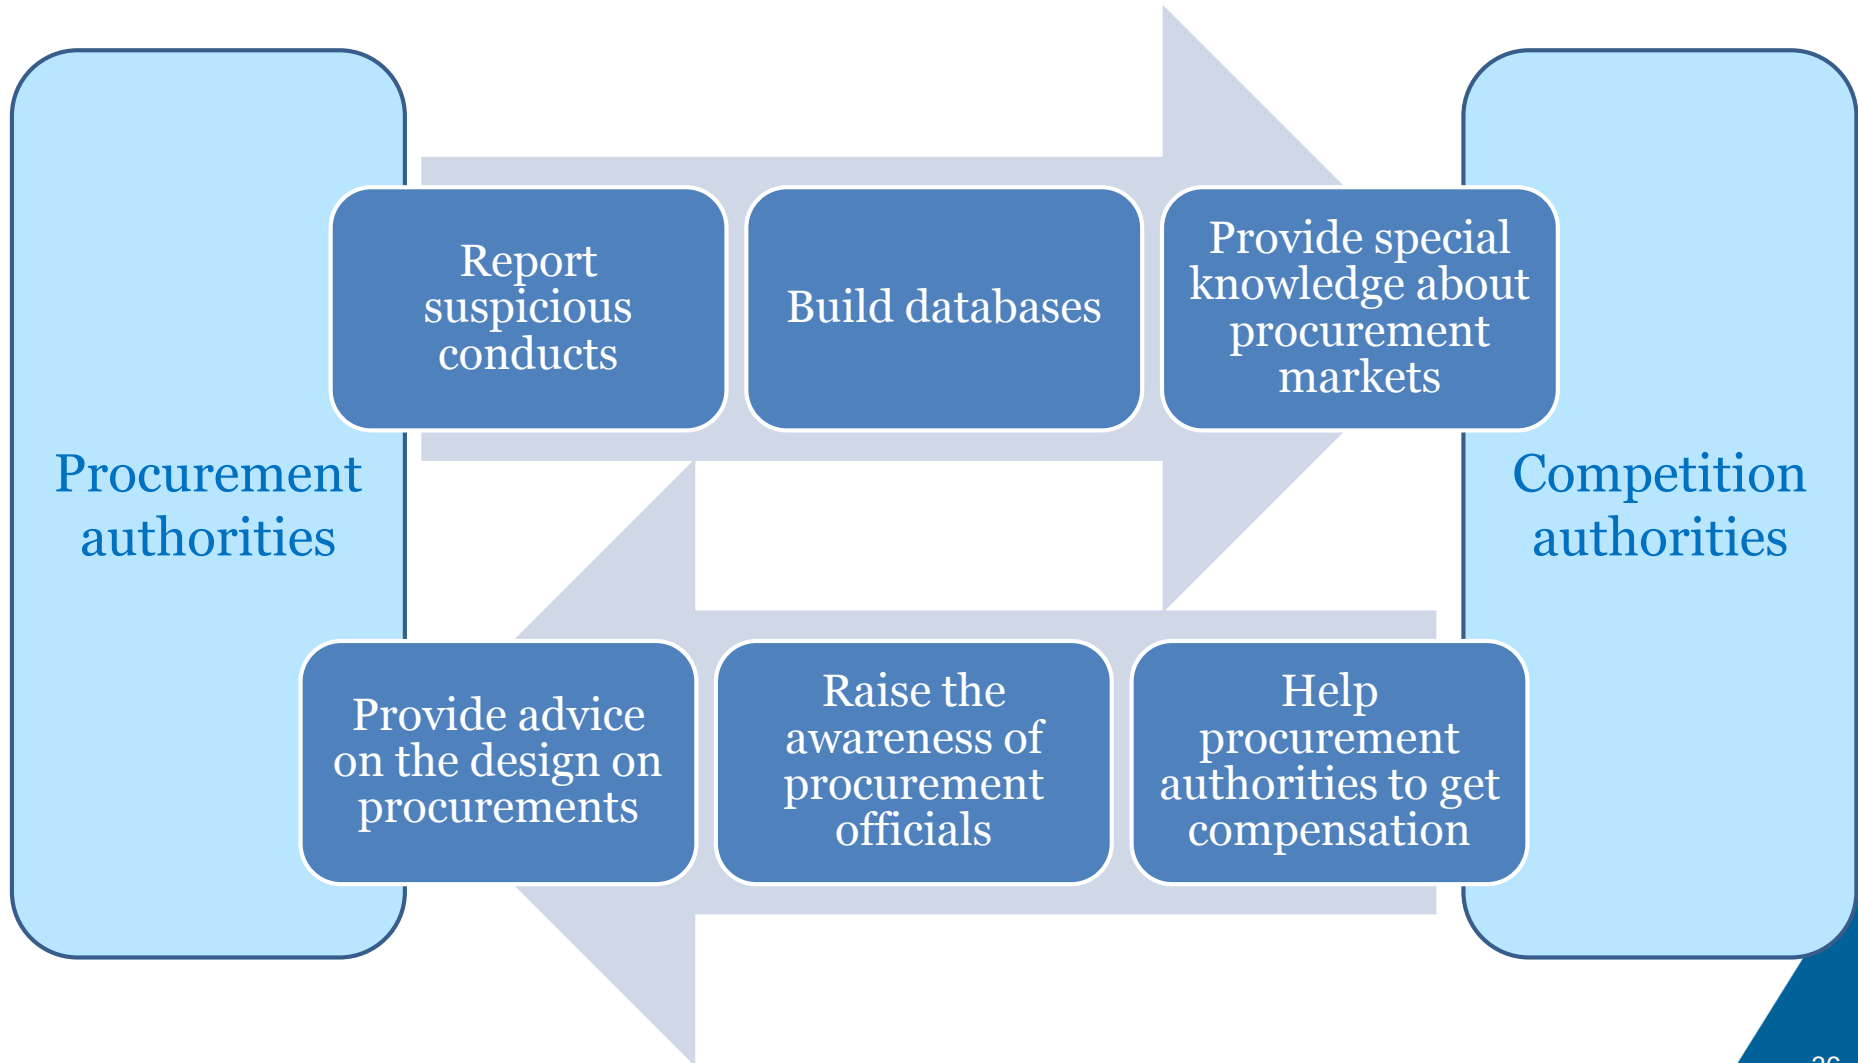 Procurement
authorities
Report
suspicious
conducts
Build databases
Provide special
knowledge about
procurement
markets
Competition
authorities
Provide advice
on the design on
procurements
Raise the
awareness of
procurement
officials
Help
procurement
authorities to get
compensation